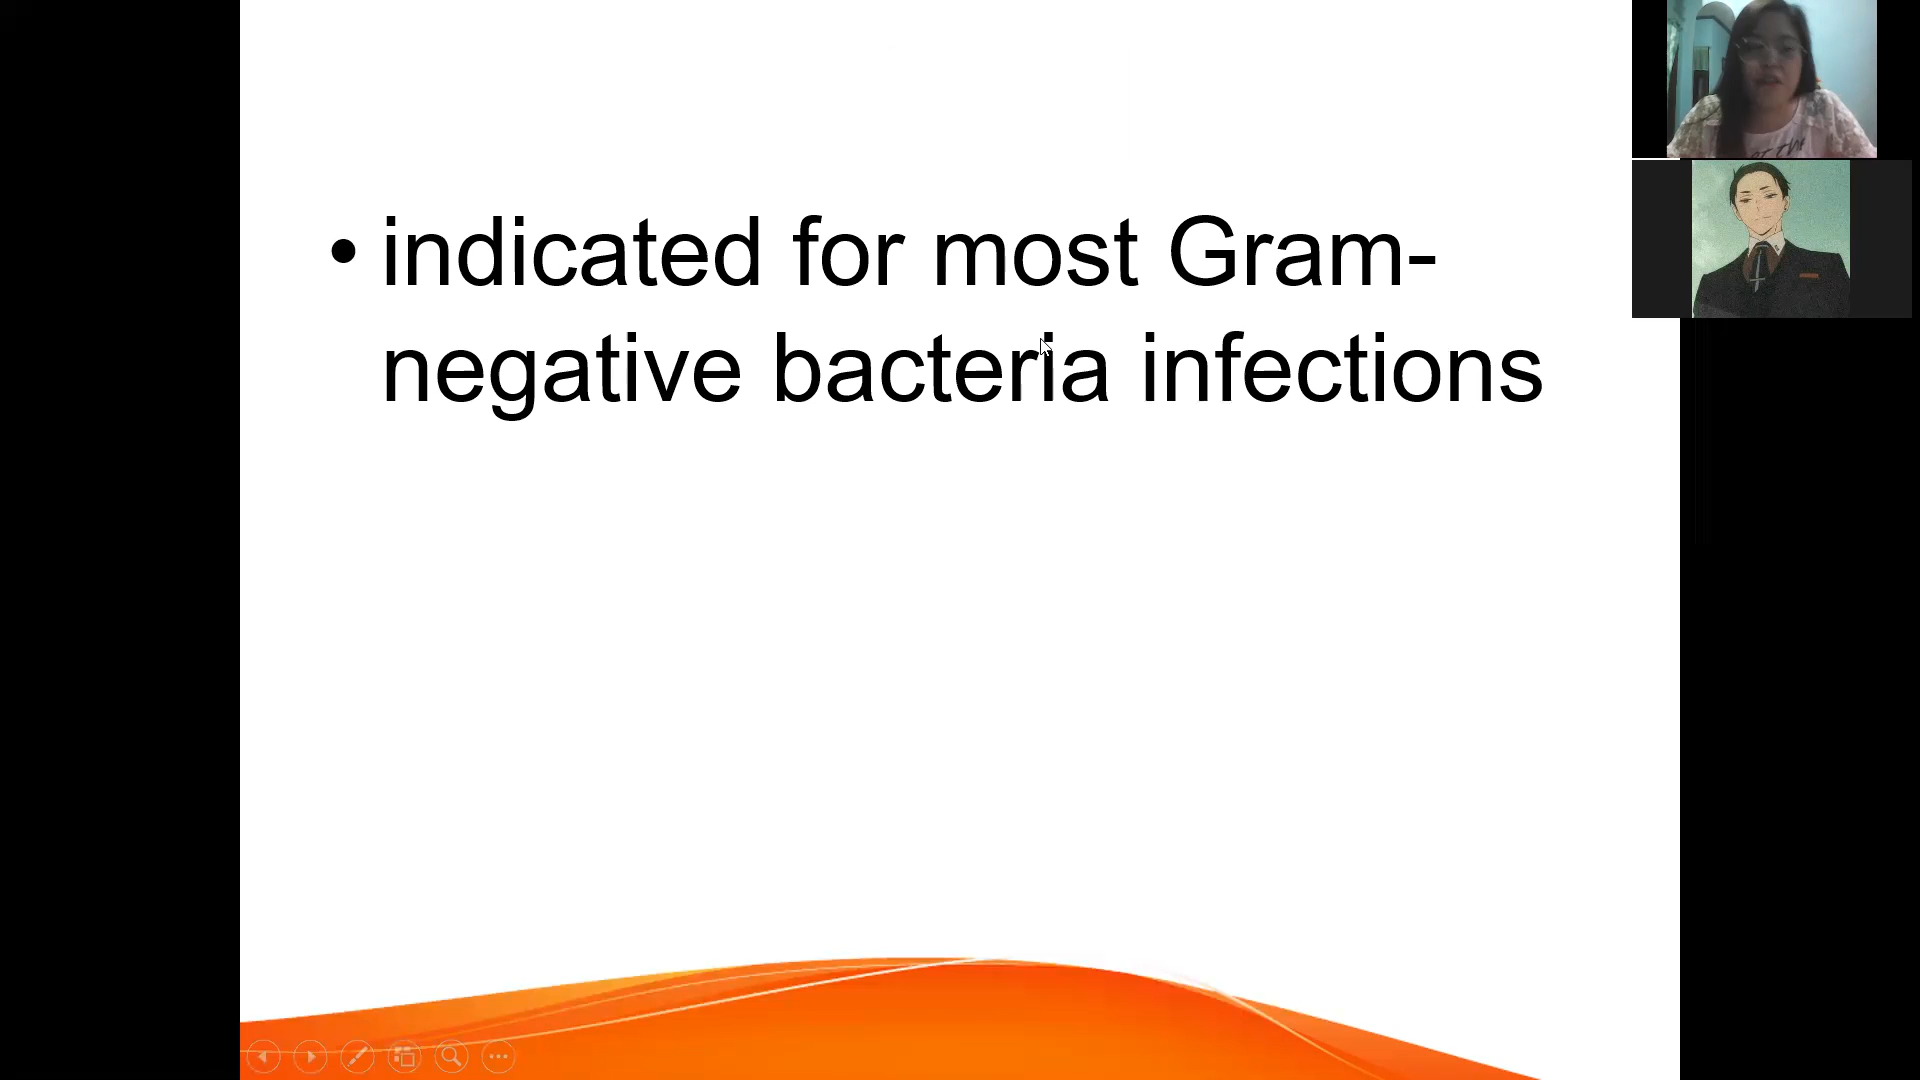 • indicated for most Gram-
negative bacteria infections